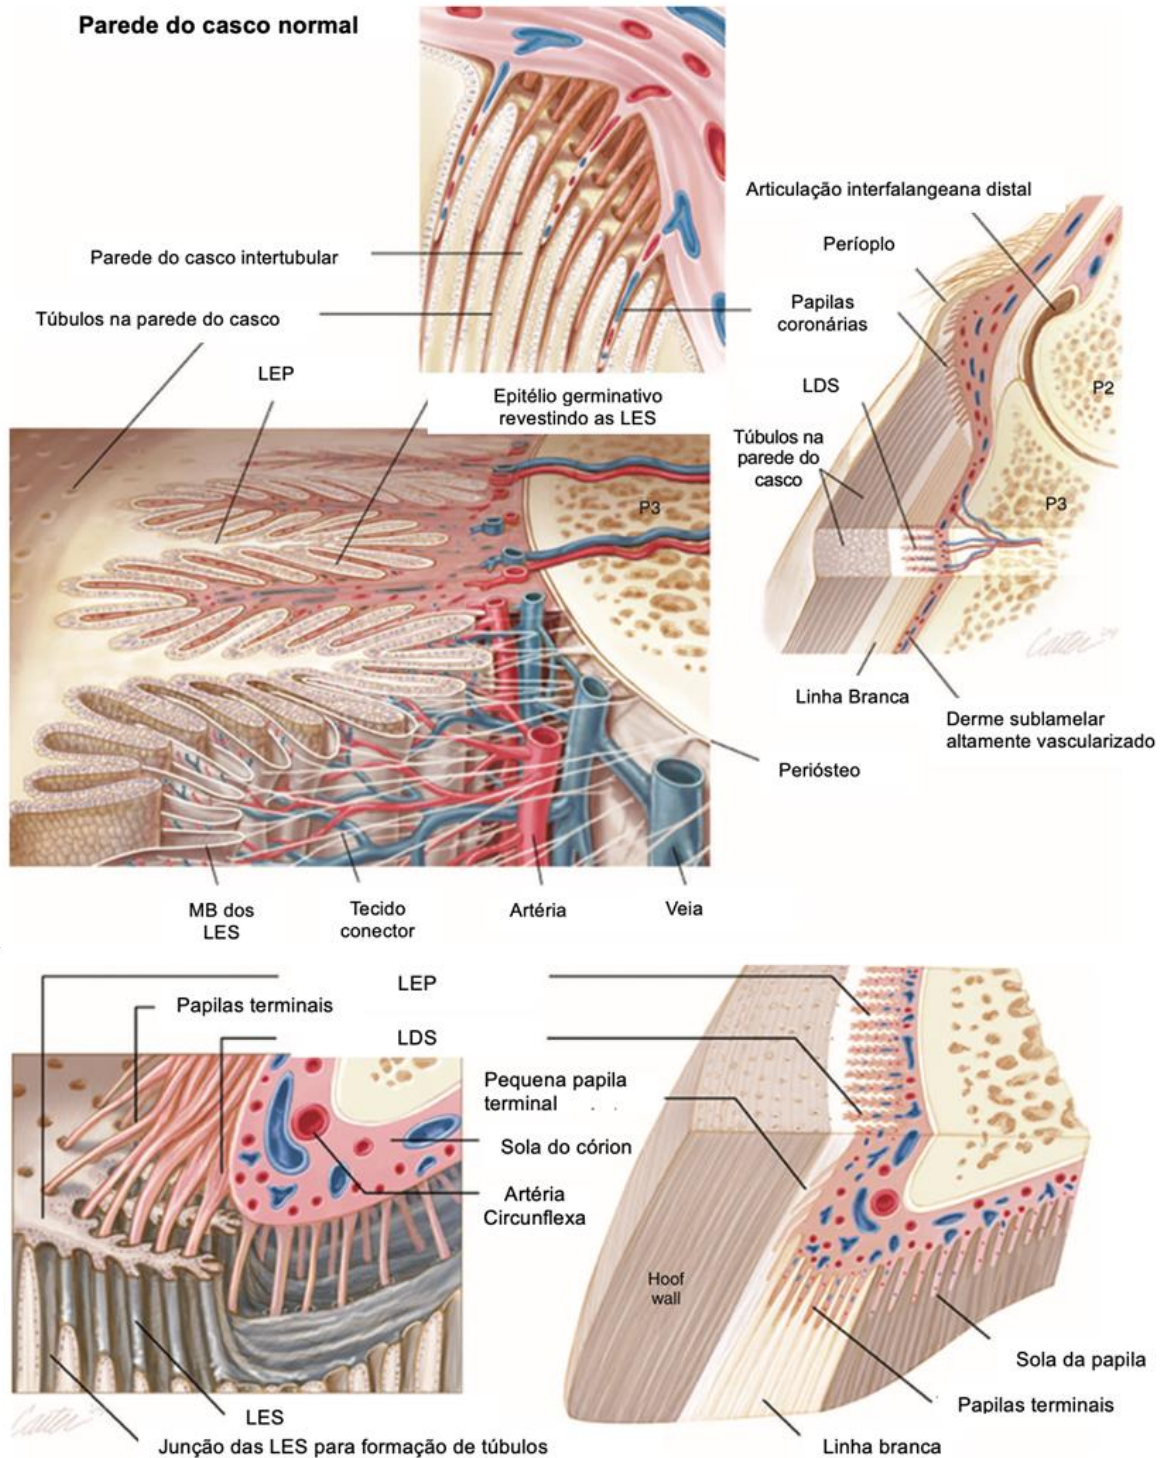 Parede do casco normal
Articulação interfalangeana distal
Períoplo
Parede do casco intertubular
Papilas
coronárias
Túbulos na parede do casco
LEP
LDS
Epitélio germinativo
revestindo as LES
P2
Túbulos na
parede do
casco
P3
P3
Linha Branca
Derme sublamelar
altamente vascularizado
Periósteo
MB dos
LES
Tecido
conector
Artéria
Veia
LEP
Papilas terminais
LDS
Pequena papila
terminal
Sola do córion
Artéria
Circunflexa
Hoof
wall
Sola da papila
Papilas terminais
LES
Junção das LES para formação de túbulos
Linha branca
Carter
Carter